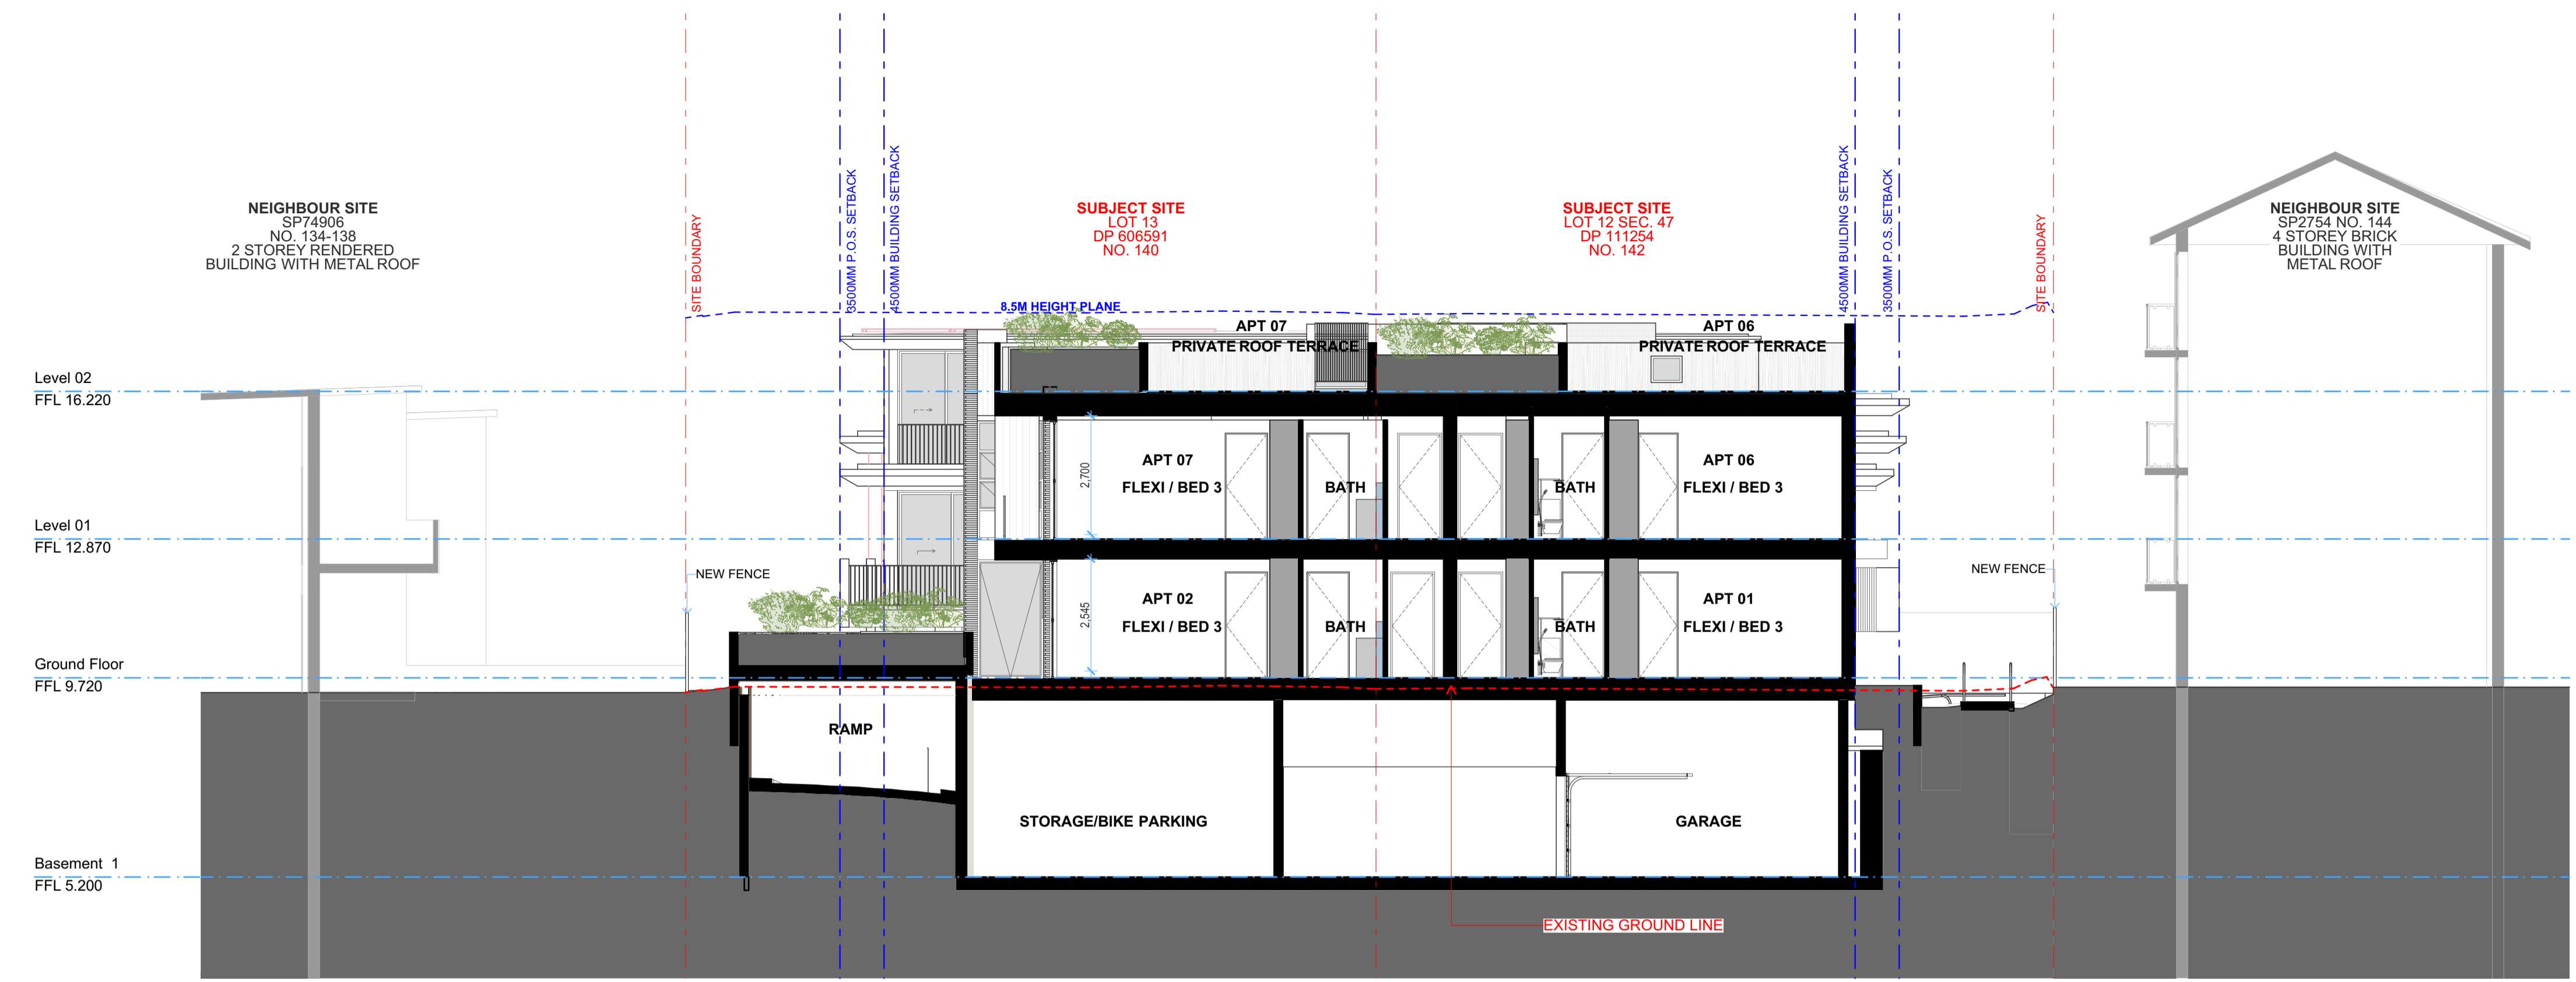 3500MM P.O.S. SETBACK
4500MM BUILDING SETBACK
4500MM BUILDING SETBACK
3500MM P.O.S. SETBACK
NEIGHBOUR SITE
SP74906
NO. 134-138
2 STOREY RENDERED
BUILDING WITH METAL ROOF
SITE BOUNDARY
SUBJECT SITE
LOT 13
DP 606591
NO. 140
SUBJECT SITE
LOT 12 SEC. 47
DP 111254
NO. 142
SITE BOUNDARY
NEIGHBOUR SITE
SP2754 NO. 144
4 STOREY BRICK
BUILDING WITH
METAL ROOF
8.5M HEIGHT PLANE
APT 07
PRIVATE ROOF TERRACE
APT 06
PRIVATE ROOF TERRACE
Level 02
FFL 16.220
2,700
APT 07
FLEXI / BED 3
BATH
BATH
APT 06
FLEXI / BED 3
Level 01
FFL 12.870
NEW FENCE
NEW FENCE
2,545
APT 02
FLEXI / BED 3
BATH
BATH
APT 01
FLEXI / BED 3
Ground Floor
FFL 9.720
RAMP
STORAGE/BIKE PARKING
GARAGE
Basement 1
FFL 5.200
EXISTING GROUND LINE